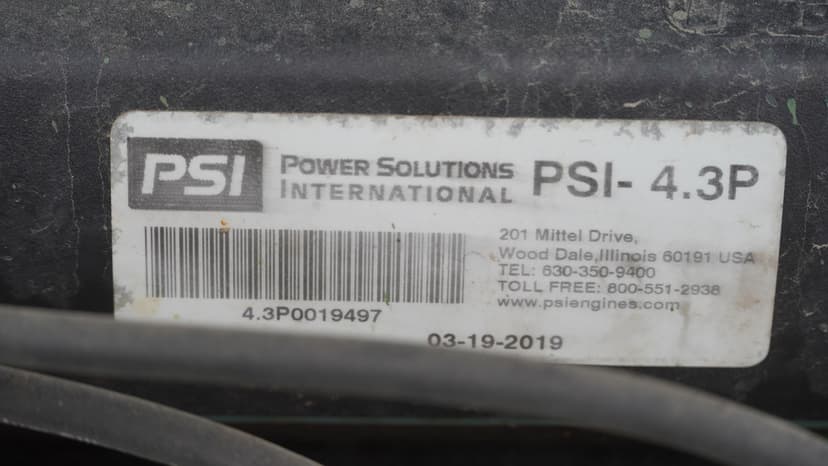 PSI POWER SOLUTIONS PSI- 4.3P
INTERNATIONAL
201 Mittel Drive,
Wood Dale,Illinois 60191 USA
TEL: 630-350-9400
TOLL FREE: 800-551-2938
www.psiengines.com
4.3P0019497
03-19-2019